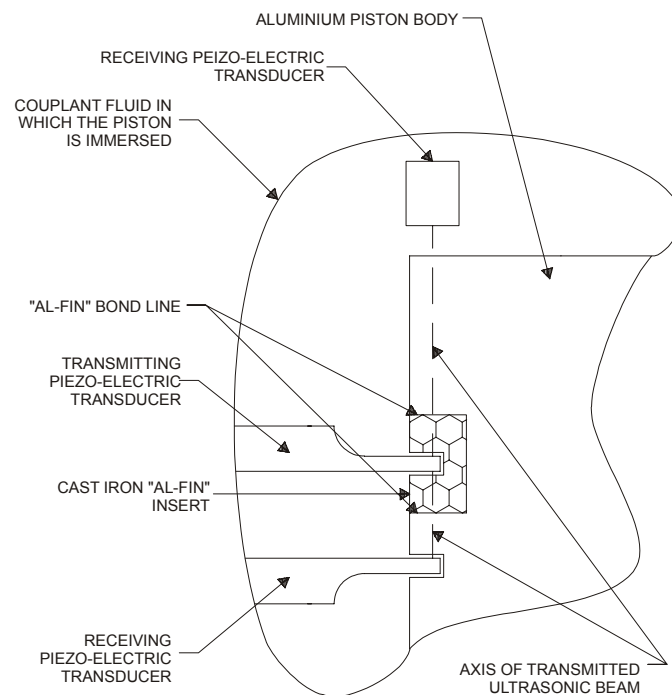 ALUMINIUM PISTON BODY
RECEIVING PEIZO-ELECTRIC
TRANSDUCER
COUPLANT FLUID IN
WHICH THE PISTON
IS IMMERSED
"AL-FIN" BOND LINE
TRANSMITTING
PIEZO-ELECTRIC
TRANSDUCER
CAST IRON "AL-FIN"
INSERT
RECEIVING
PIEZO-ELECTRIC
TRANSDUCER
AXIS OF TRANSMITTED
ULTRASONIC BEAM